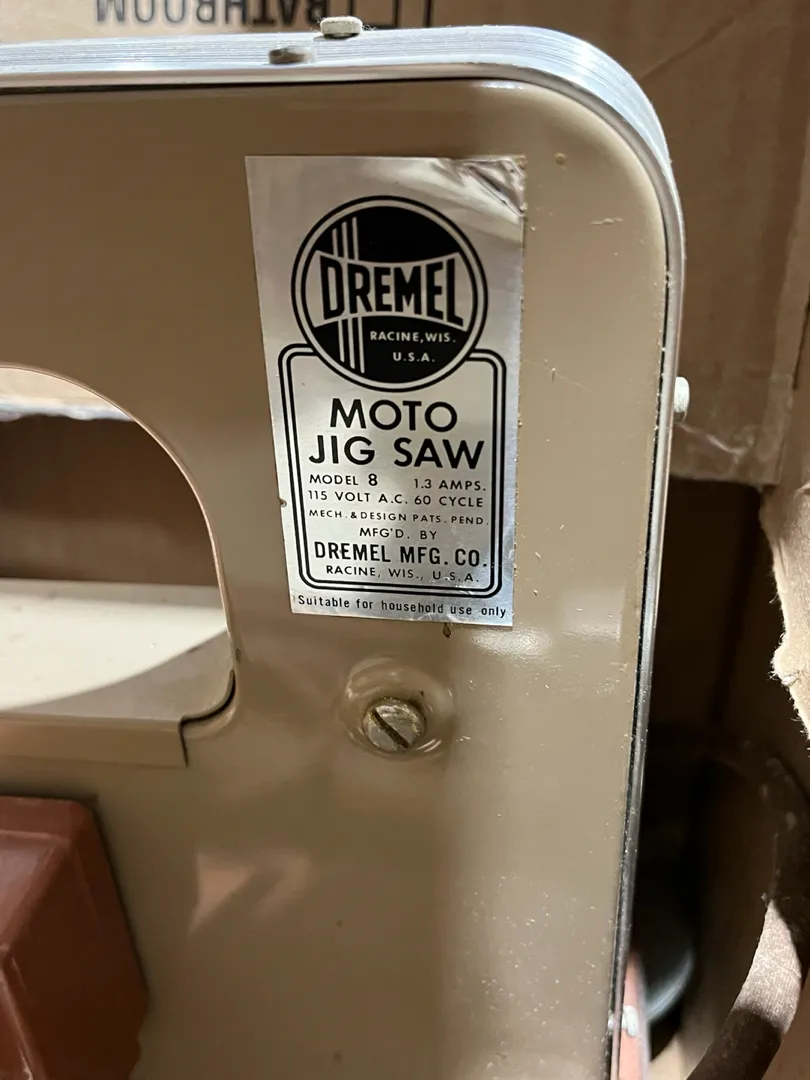 BATHROOM
DREMEL
RACINE, WIS.
U.S.A.
MOTO
JIG SAW
MODEL 8 1.3 AMPS.
115 VOLT A.C. 60 CYCLE
MECH. & DESIGN PATS. PEND.
MFG'D. BY
DREMEL MFG. CO.
RACINE, WIS., U.S.A.
Suitable for household use only